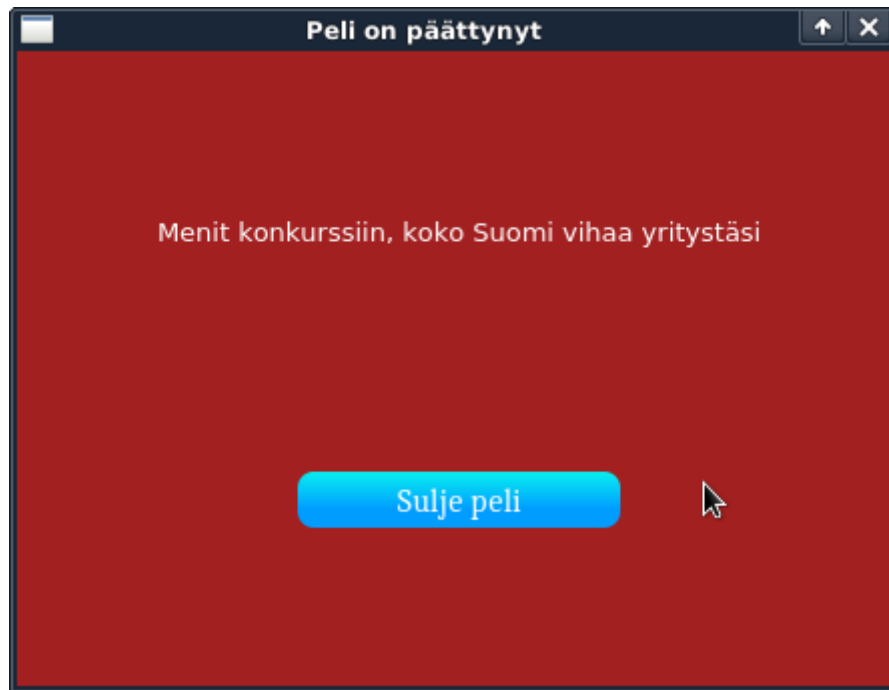 Peli on päättynyt
Menit konkurssiin, koko Suomi vihaa yritystäsi
Sulje peli